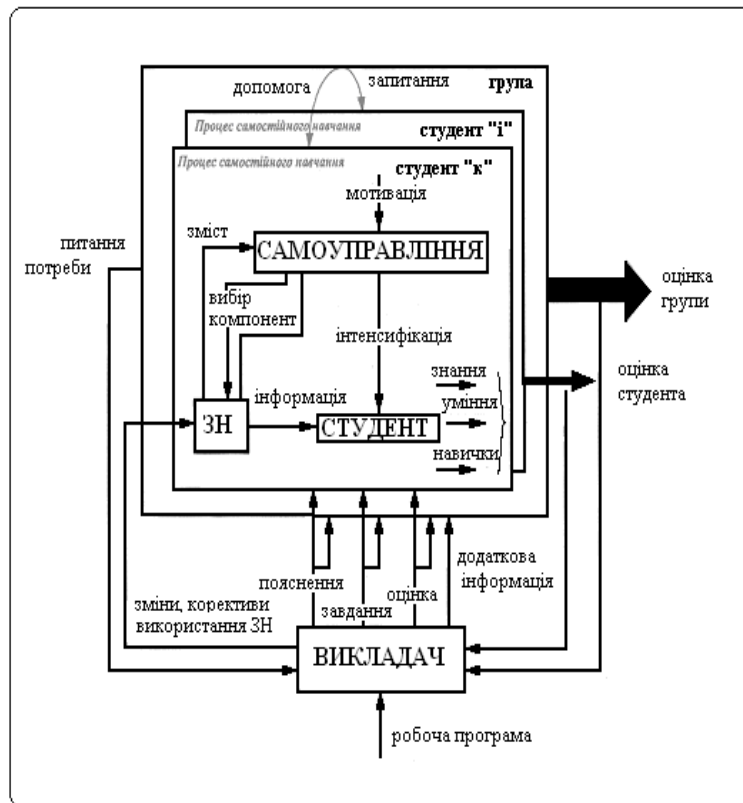 допомога
запитання
група
Процес самостійного навчання
студент "і"
Процес самостійного навчання
студент "к"
мотивація
зміст
САМОУПРАВЛІННЯ
питання
потреби
вибір
компонент
оцінка
групи
інтенсифікація
знання
оцінка
студента
інформація
уміння
ЗН
СТУДЕНТ
навички
додаткова
інформація
пояснення
оцінка
завдання
зміни, корективи
використання ЗН
ВИКЛАДАЧ
робоча програма